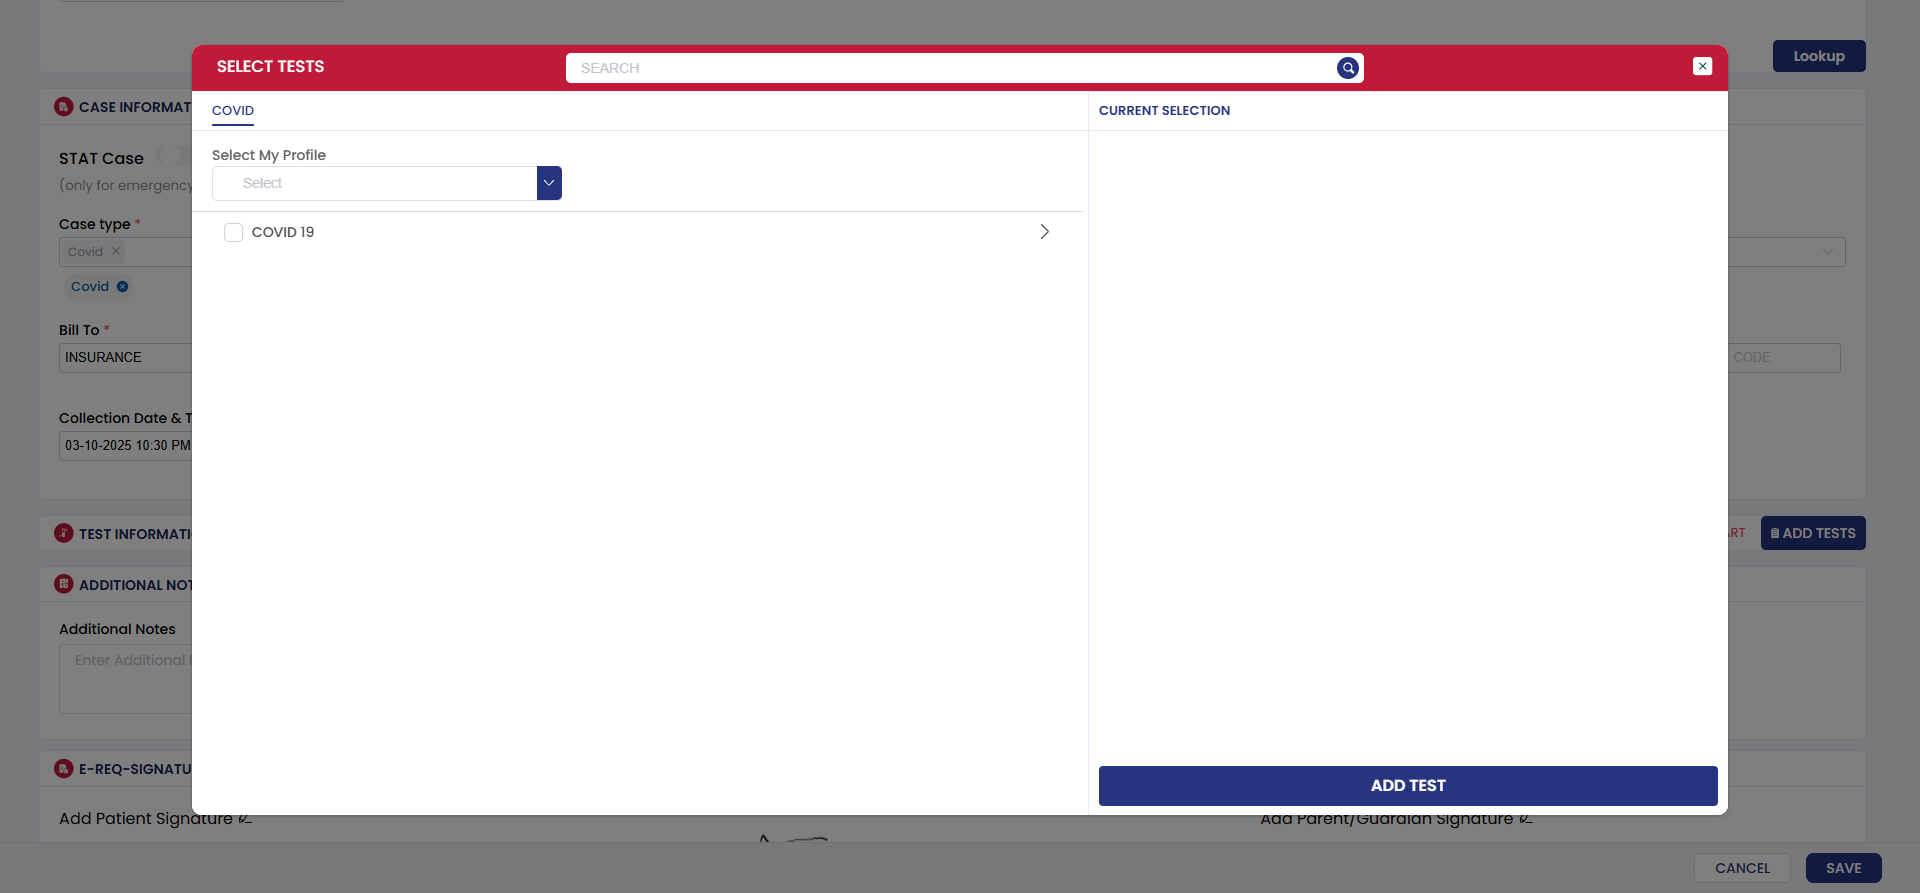 Lookup
SELECT TESTS
SEARCH
CASE INFORMAT
COVID
CURRENT SELECTION
STAT Case
(only for emergency
Select My Profile
Select
Case type *
COVID 19
Covid
Covid
Bill To *
INSURANCE
CODE
Collection Date & T
03-10-2025 10:30 PM
TEST INFORMATI
ART
ADD TESTS
ADDITIONAL NOT
Additional Notes
Enter Additional
E-REQ-SIGNATU
ADD TEST
Add Patient Signature
Add Parent/Guardian Signature
CANCEL
SAVE